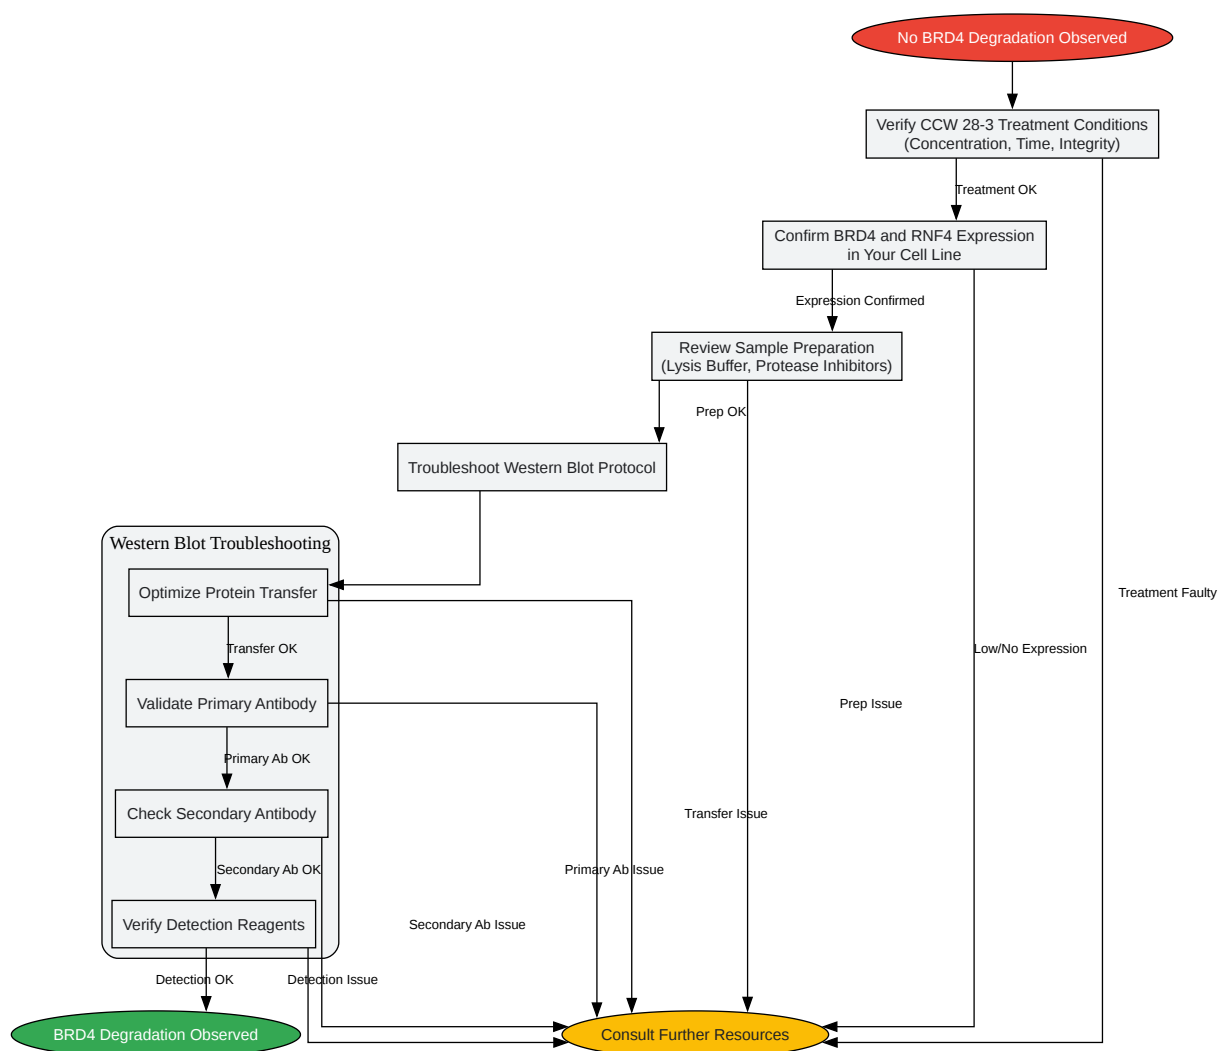 No BRD4 Degradation Observed
Verify CCW 28-3 Treatment Conditions
(Concentration, Time, Integrity)
Treatment OK
Confirm BRD4 and RNF4 Expression
in Your Cell Line
Expression Confirmed
Review Sample Preparation
(Lysis Buffer, Protease Inhibitors)
Prep OK
Troubleshoot Western Blot Protocol
Western Blot Troubleshooting
Optimize Protein Transfer
Treatment Faulty
Transfer OK
Low/No Expression
Validate Primary Antibody
Prep Issue
Primary Ab OK
Check Secondary Antibody
Transfer Issue
Secondary Ab OK
Primary Ab Issue
Verify Detection Reagents
Secondary Ab Issue
Detection OK
Detection Issue
BRD4 Degradation Observed
Consult Further Resources